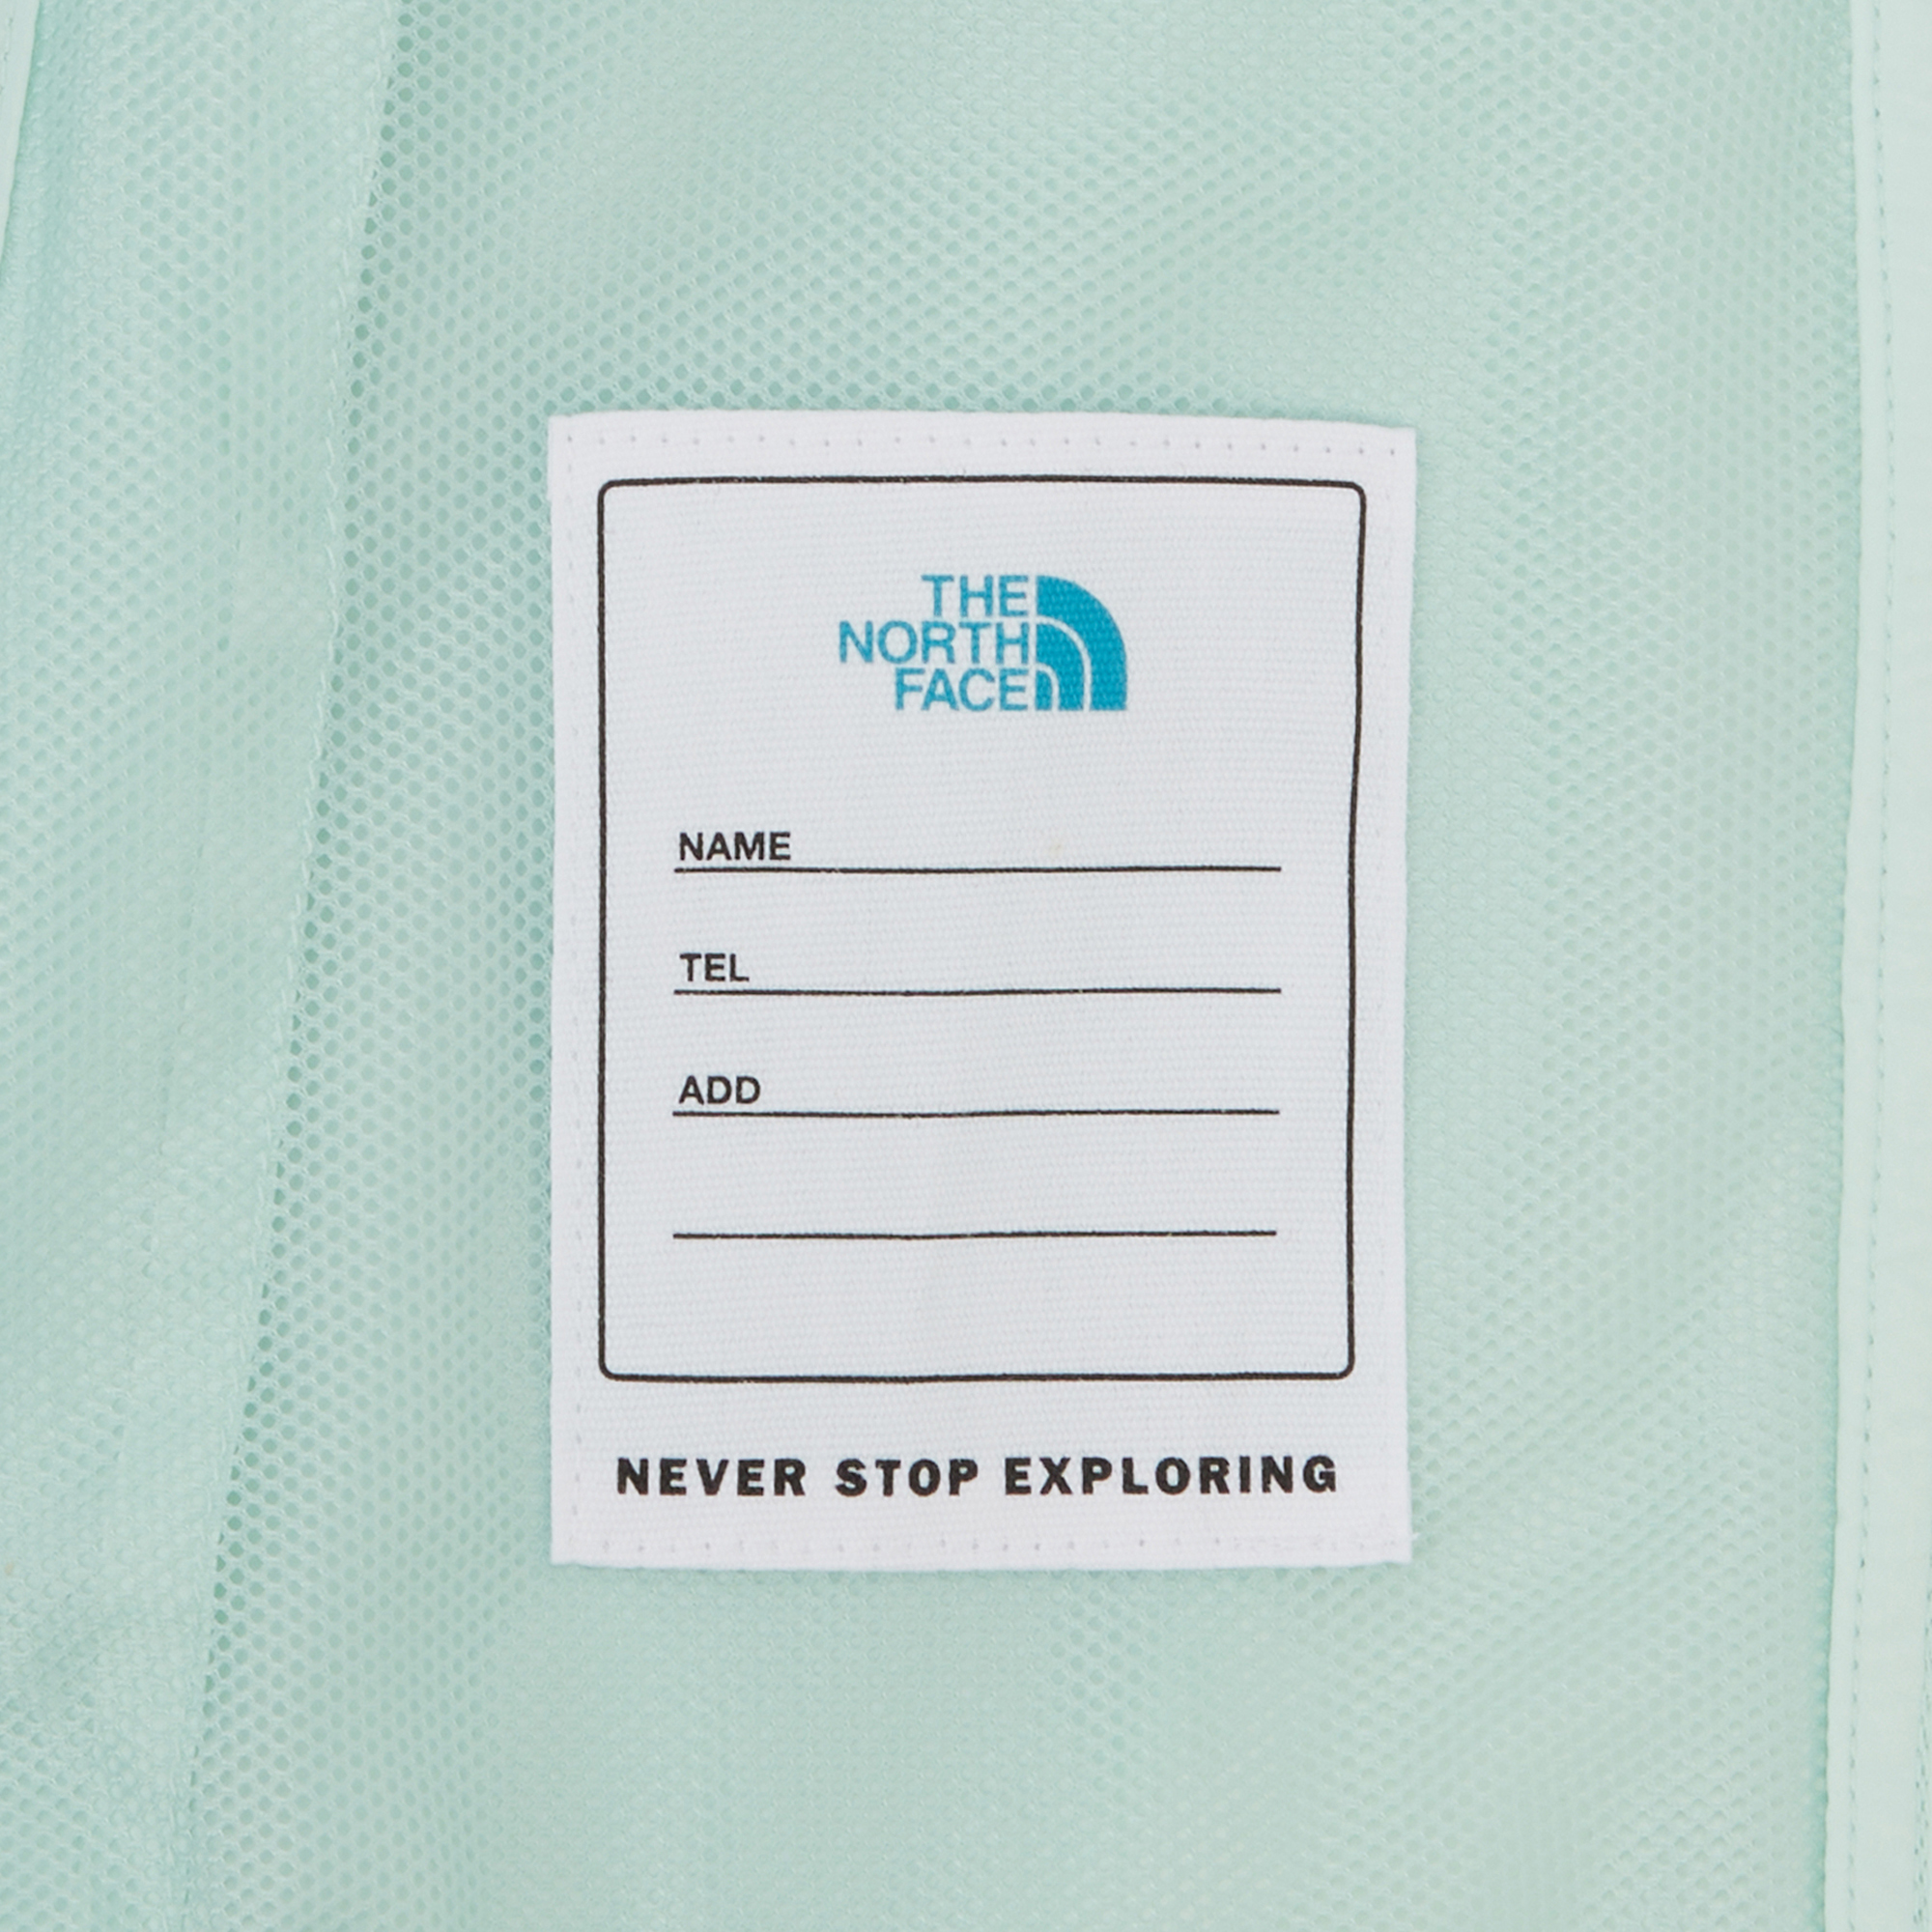 THE
NORTH
FACE
NAME
TEL
ADD
NEVER STOP EXPLORING